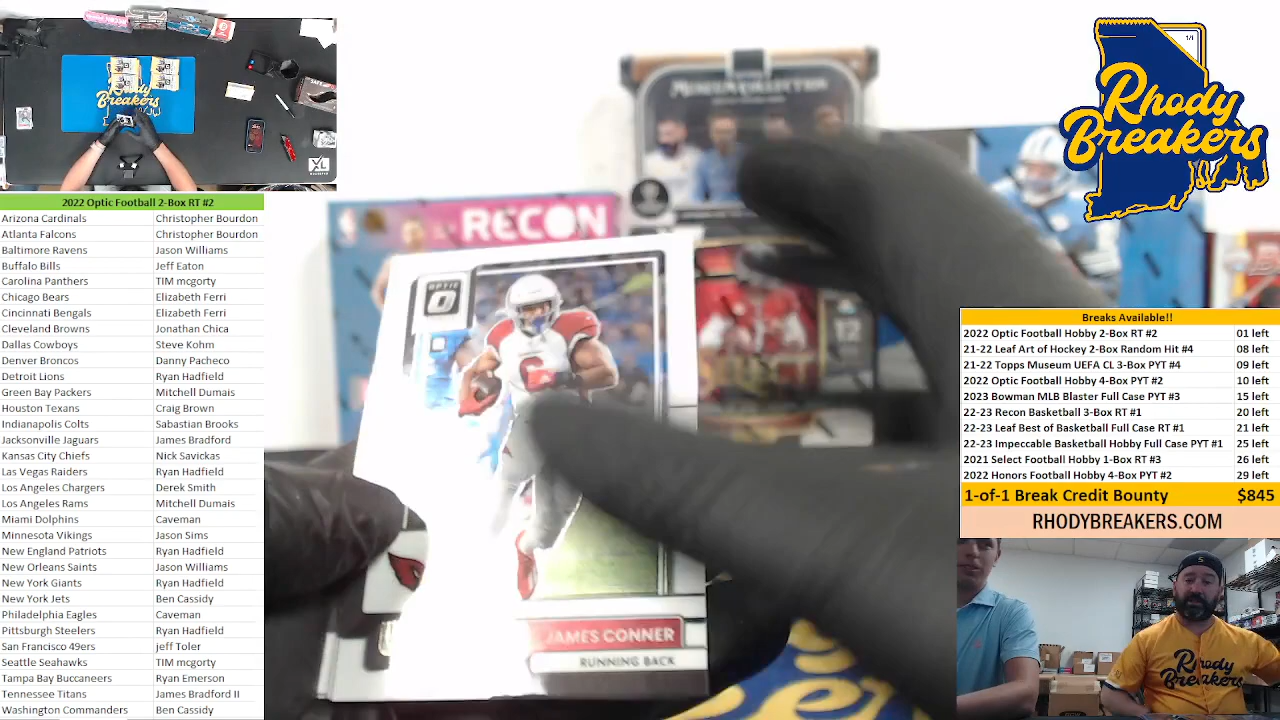 2022 Optic Football 2-Box RT #2
Arizona Cardinals Christopher Bourdon
Atlanta Falcons Christopher Bourdon
Baltimore Ravens Jason Williams
Buffalo Bills Jeff Eaton
Carolina Panthers TIM mcgorty
Chicago Bears Elizabeth Ferri
Cincinnati Bengals Elizabeth Ferri
Cleveland Browns Jonathan Chica
Dallas Cowboys Steve Kohm
Denver Broncos Danny Pacheco
Detroit Lions Ryan Hadfield
Green Bay Packers Mitchell Dumais
Houston Texans Craig Brown
Indianapolis Colts Sabastian Brooks
Jacksonville Jaguars James Bradford
Kansas City Chiefs Nick Savickas
Las Vegas Raiders Ryan Hadfield
Los Angeles Chargers Derek Smith
Los Angeles Rams Mitchell Dumais
Miami Dolphins Caveman
Minnesota Vikings Jason Sims
New England Patriots Ryan Hadfield
New Orleans Saints Jason Williams
New York Giants Ryan Hadfield
New York Jets Ben Cassidy
Philadelphia Eagles Caveman
Pittsburgh Steelers Ryan Hadfield
San Francisco 49ers jeff Toler
Seattle Seahawks TIM mcgorty
Tampa Bay Buccaneers Ryan Emerson
Tennessee Titans James Bradford II
Washington Commanders Ben Cassidy
Rhody
Breakers
XL
MUSEUM COLLECTION
RECON
12
OPTIC
JAMES CONNER
RUNNING BACK
1/1
Rhody
Breakers
Breaks Available!!
2022 Optic Football Hobby 2-Box RT #2 01 left
21-22 Leaf Art of Hockey 2-Box Random Hit #4 08 left
21-22 Topps Museum UEFA CL 3-Box PYT #4 09 left
2022 Optic Football Hobby 4-Box PYT #2 10 left
2023 Bowman MLB Blaster Full Case PYT #3 15 left
22-23 Recon Basketball 3-Box RT #1 20 left
22-23 Leaf Best of Basketball Full Case RT #1 21 left
22-23 Impeccable Basketball Hobby Full Case PYT #1 25 left
2021 Select Football Hobby 1-Box RT #3 26 left
2022 Honors Football Hobby 4-Box PYT #2 29 left
1-of-1 Break Credit Bounty $845
RHODYBREAKERS.COM
Rhody
Breakers